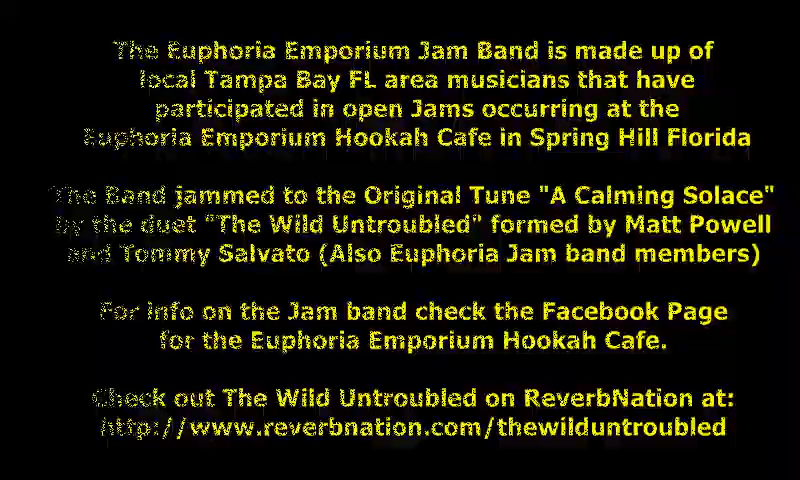 The Euphoria Emporium Jam Band is made up of
local Tampa Bay FL area musicians that have
participated in open Jams occurring at the
Euphoria Emporium Hookah Cafe in Spring Hill Florida
The Band jammed to the Original Tune "A Calming Solace"
by the duet "The Wild Untroubled" formed by Matt Powell
and Tommy Salvato (Also Euphoria Jam band members)
For info on the Jam band check the Facebook Page
for the Euphoria Emporium Hookah Cafe.
Check out The Wild Untroubled on ReverbNation at:
http://www.reverbnation.com/thewilduntroubled